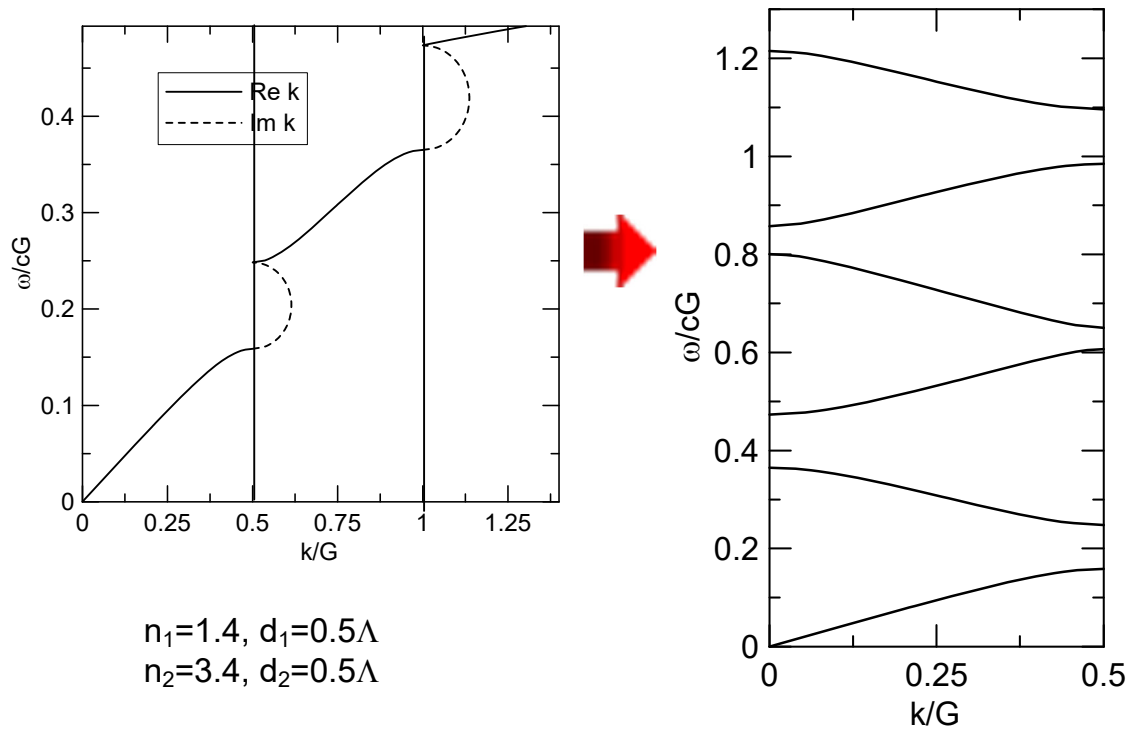 Re k
Im k
0.4
0.3
0.2
0.1
0
ω/cG
0 0.25 0.5 0.75 1 1.25
k/G
n₁=1.4, d₁=0.5Λ
n₂=3.4, d₂=0.5Λ
1.2
1
0.8
0.6
0.4
0.2
0
ω/cG
0 0.25 0.5
k/G